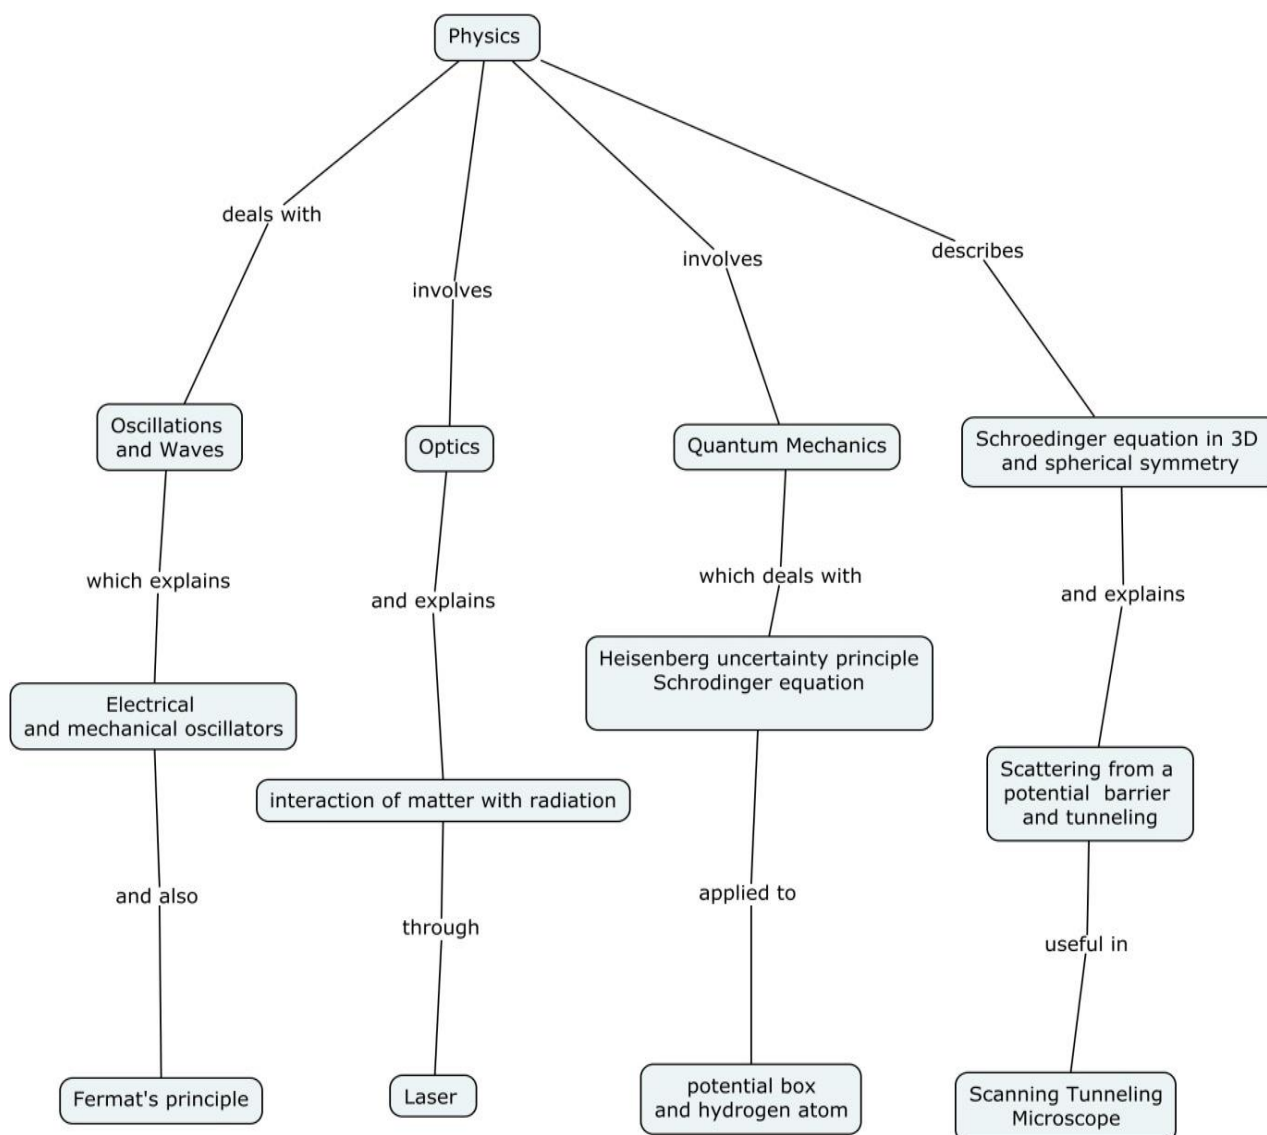 Physics
deals with
involves
involves
describes
Oscillations
and Waves
Optics
Quantum Mechanics
Schroedinger equation in 3D
and spherical symmetry
which explains
and explains
which deals with
and explains
Electrical
and mechanical oscillators
interaction of matter with radiation
Heisenberg uncertainty principle
Schrodinger equation
Scattering from a
potential barrier
and tunneling
and also
through
applied to
useful in
Fermat's principle
Laser
potential box
and hydrogen atom
Scanning Tunneling
Microscope